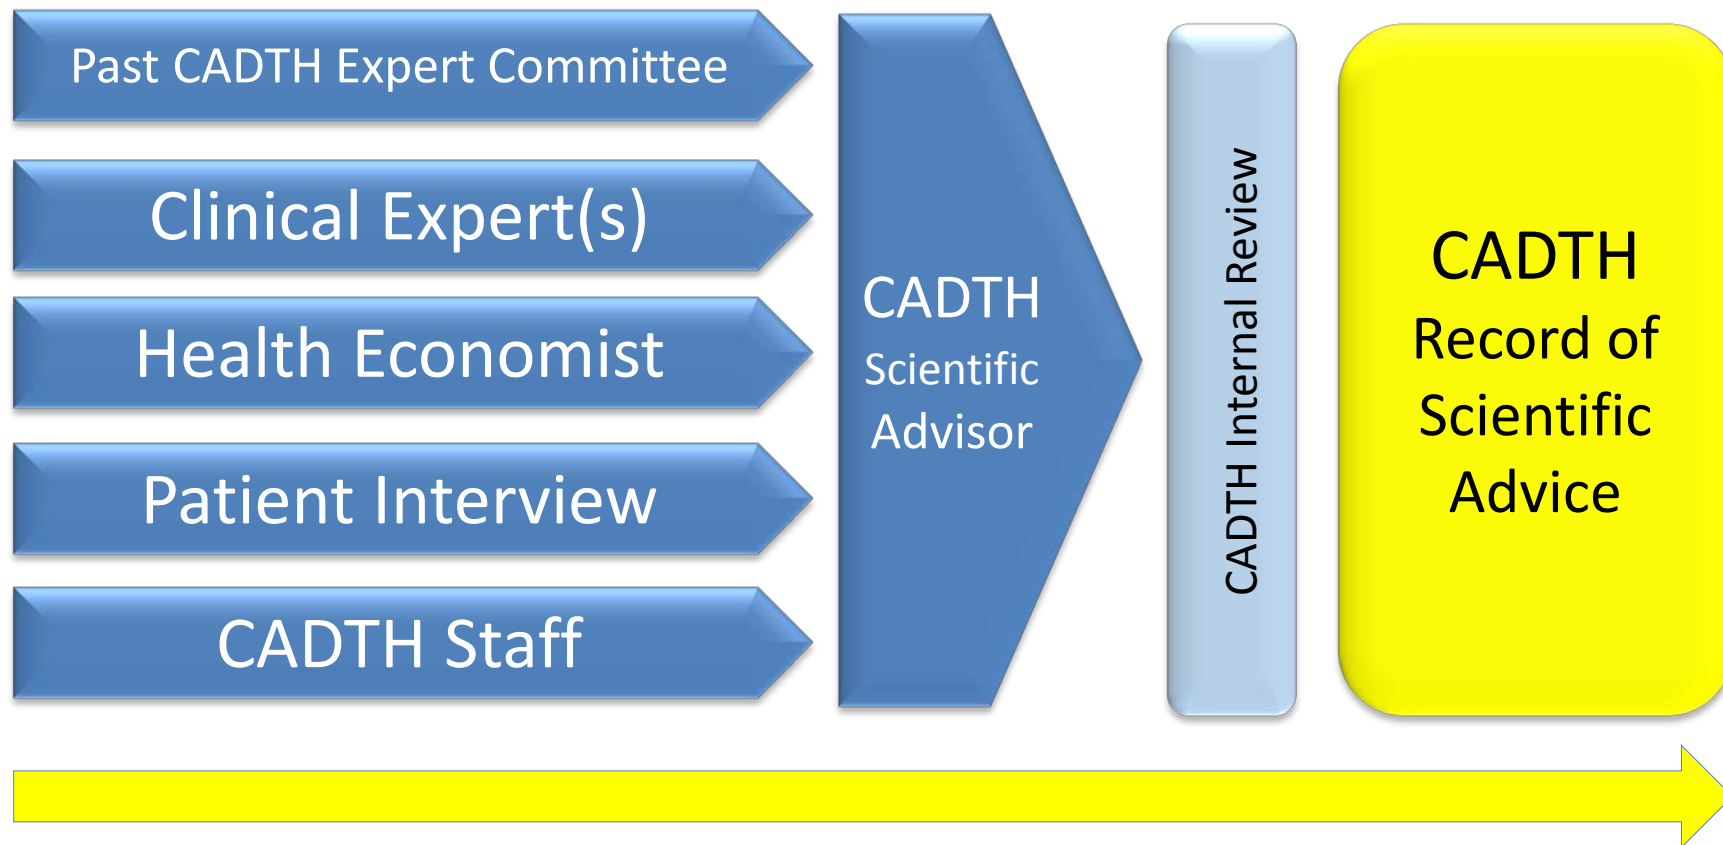 Past CADTH Expert Committee
Clinical Expert(s)
Health Economist
Patient Interview
CADTH Staff
CADTH
Scientific
Advisor
CADTH Internal Review
CADTH
Record of
Scientific
Advice